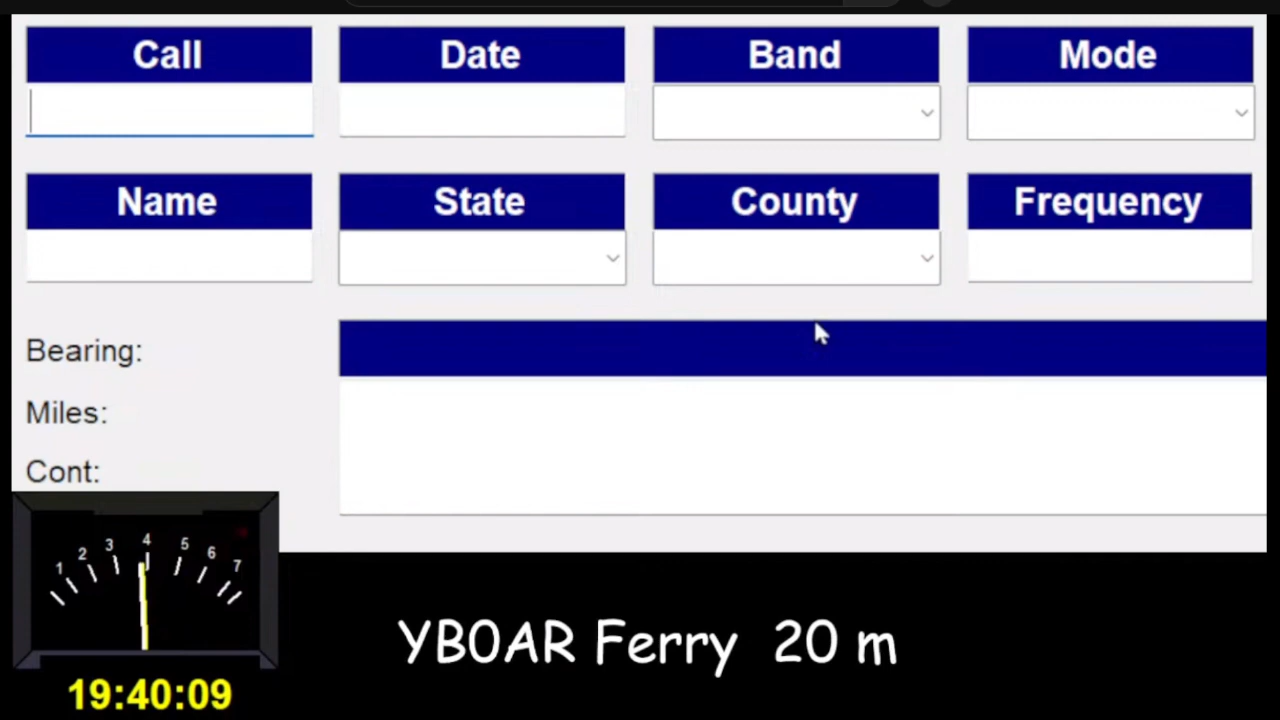 Call Date Band Mode
Name State County Frequency
Bearing:
Miles:
Cont:
1 2 3 4 5 6 7
YB0AR Ferry 20 m
19:40:09